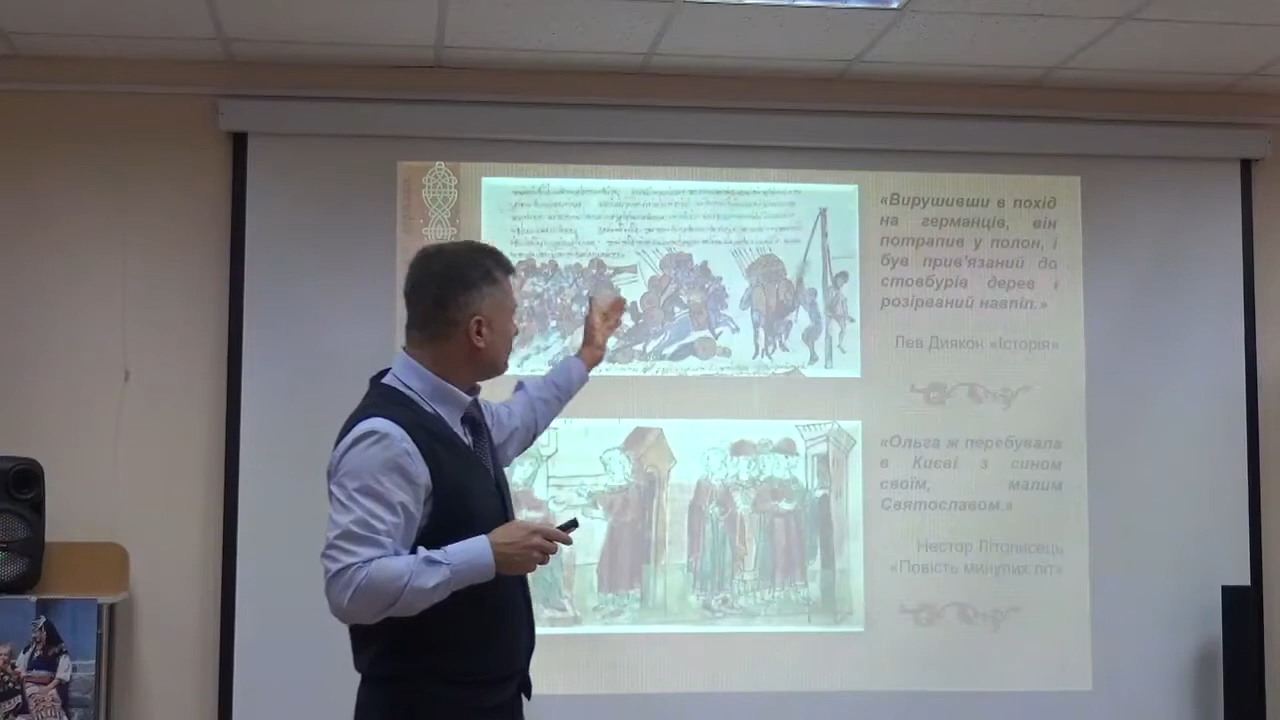 «Вирушивши в похід
на германців, він
потрапив у полон, і
був прив'язаний до
стовбурів дерев і
розірваний навпіл.»
Лев Диякон «Історія»
«Ольга ж перебувала
в Києві з сином
своїм, малим
Святославом.»
Нестор Літописець
«Повість минулих літ»